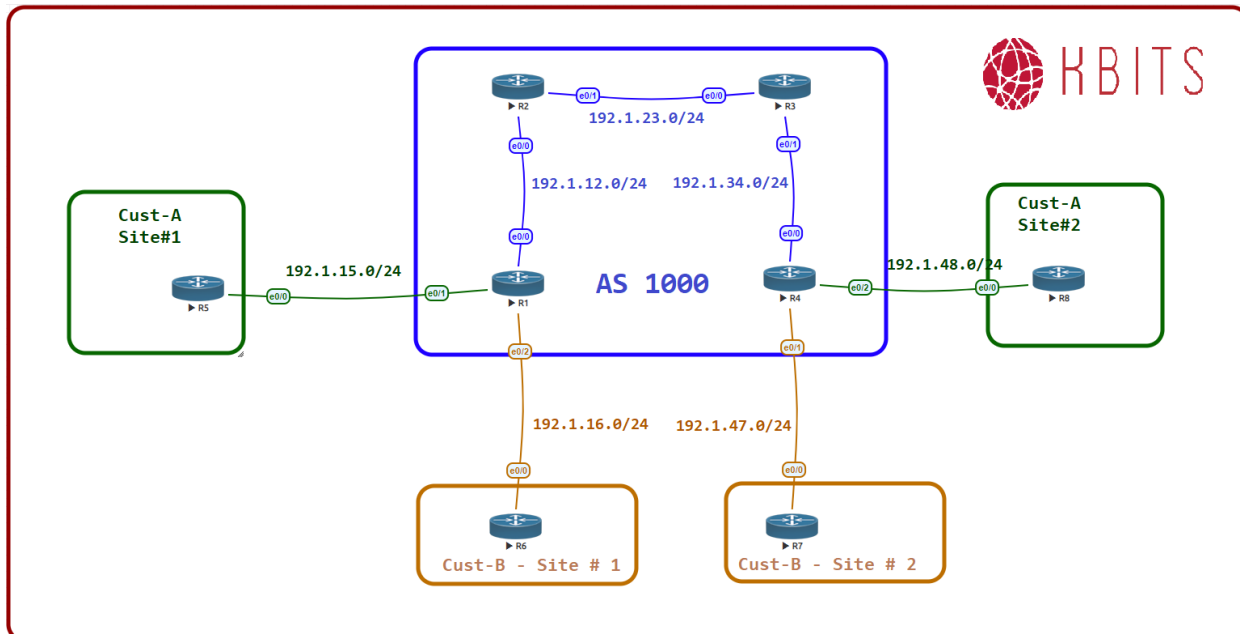 KBITS
R2
e0/1
e0/0
R3
192.1.23.0/24
e0/0
e0/1
192.1.12.0/24
192.1.34.0/24
Cust-A
Site#1
Cust-A
Site#2
e0/0
e0/0
192.1.15.0/24
192.1.48.0/24
AS 1000
e0/0
e0/1
R5
R1
R4
e0/2
e0/0
R8
e0/2
e0/1
192.1.16.0/24
192.1.47.0/24
e0/0
e0/0
R6
R7
Cust-B - Site # 1
Cust-B - Site # 2